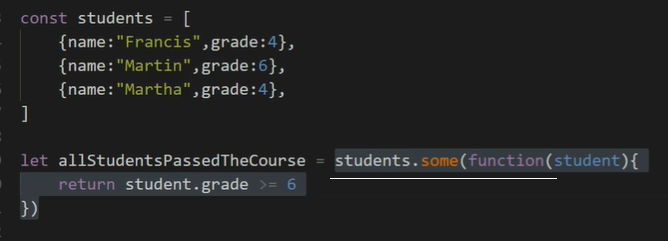 const students = [
{name:"Francis",grade:4},
{name:"Martin",grade:6},
{name:"Martha",grade:4},
]
let allStudentsPassedTheCourse = students.some(function(student){
return student.grade >= 6
})